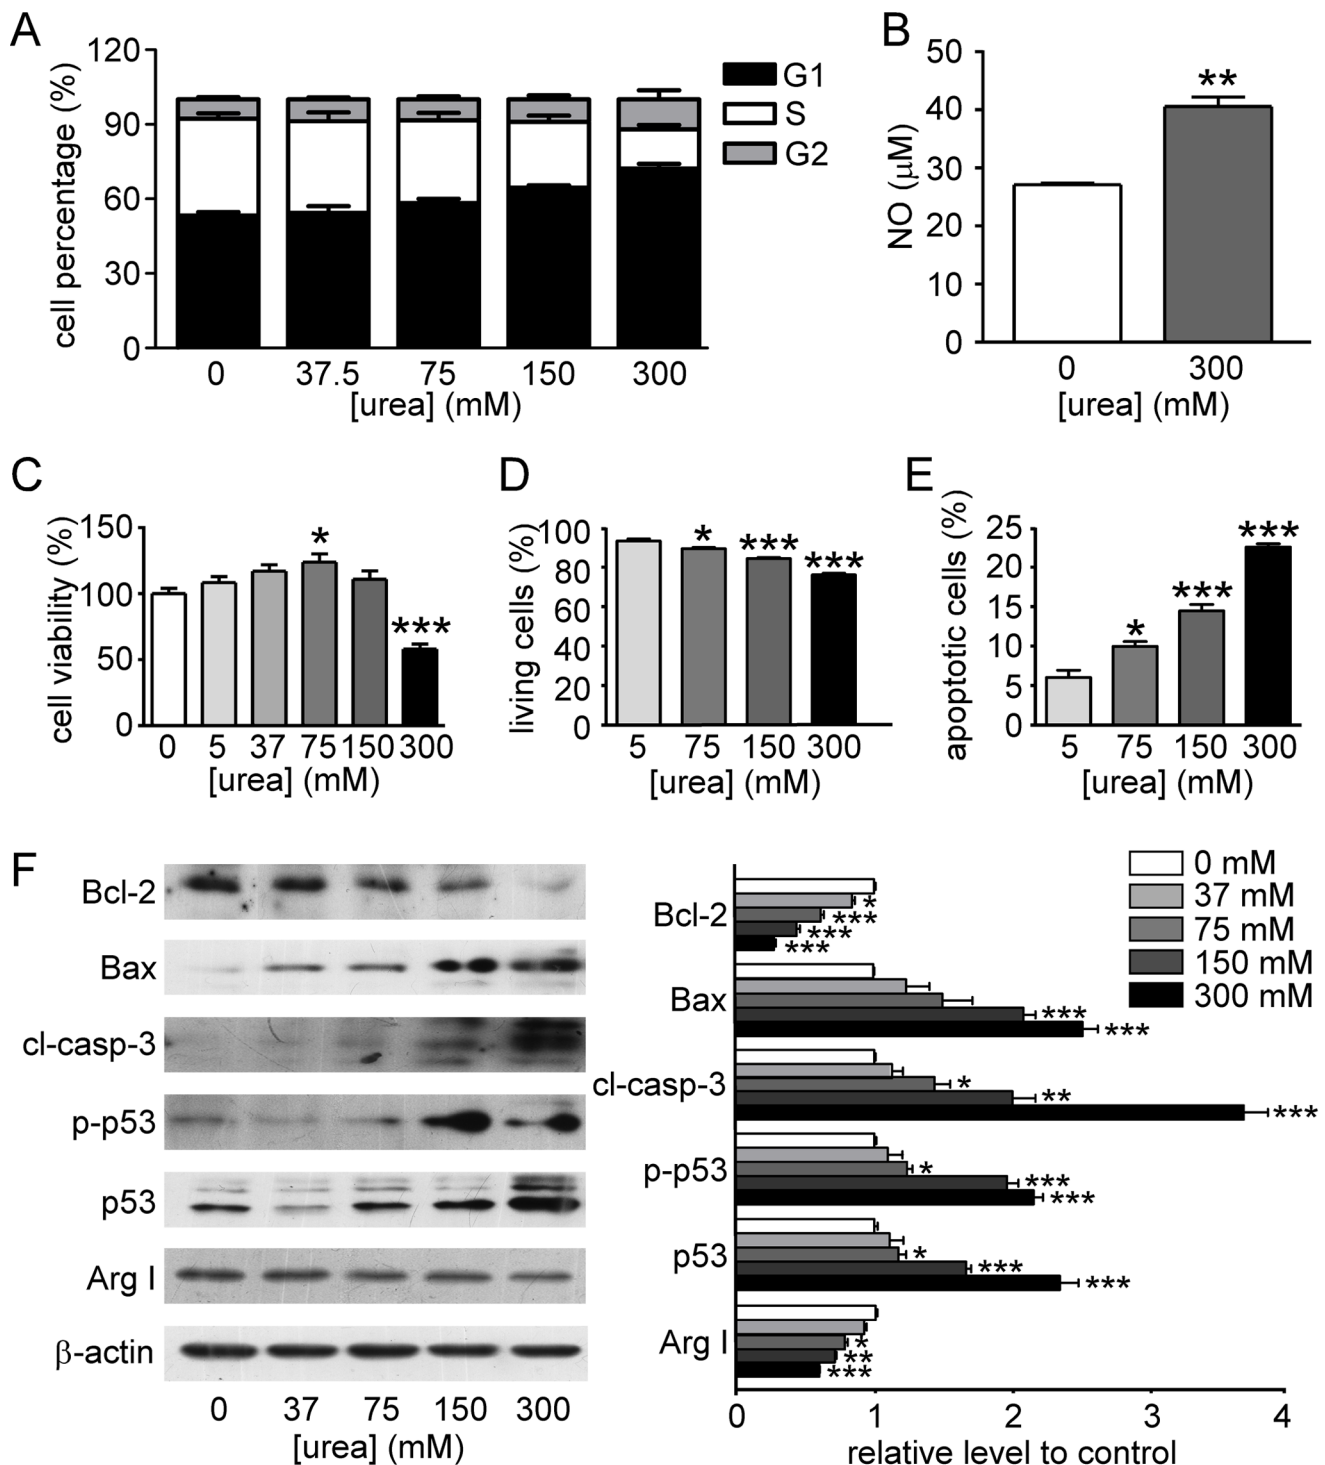 A
cell percentage (%)
120
90
60
30
0
G1
S
G2
0 37.5 75 150 300
[urea] (mM)
B
NO (μM)
50
40
30
20
10
0
**
0 300
[urea] (mM)
C
cell viability (%)
150
100
50
0
*
***
0 5 37 75 150 300
[urea] (mM)
D
living cells (%)
100
80
60
40
20
0
*
***
***
5 75 150 300
[urea] (mM)
E
apoptotic cells (%)
25
20
15
10
5
0
*
***
***
5 75 150 300
[urea] (mM)
F
Bcl-2
Bax
cl-casp-3
p-p53
p53
Arg I
β-actin
0 37 75 150 300
[urea] (mM)
0 mM
37 mM
75 mM
150 mM
300 mM
Bcl-2
*
***
***
***
Bax
***
***
cl-casp-3
*
**
***
p-p53
*
***
***
p53
*
***
***
Arg I
*
**
***
0 1 2 3 4
relative level to control